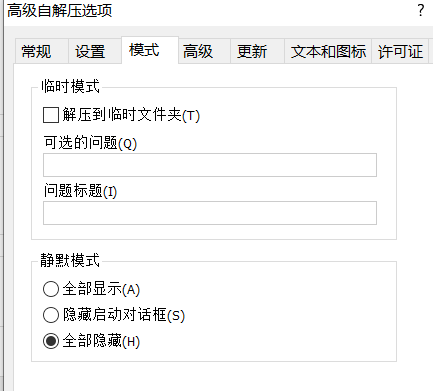 高级自解压选项 ?
常规 设置 模式 高级 更新 文本和图标 许可证
临时模式
解压到临时文件夹(T)
可选的问题(Q)
问题标题(I)
静默模式
全部显示(A)
隐藏启动对话框(S)
全部隐藏(H)